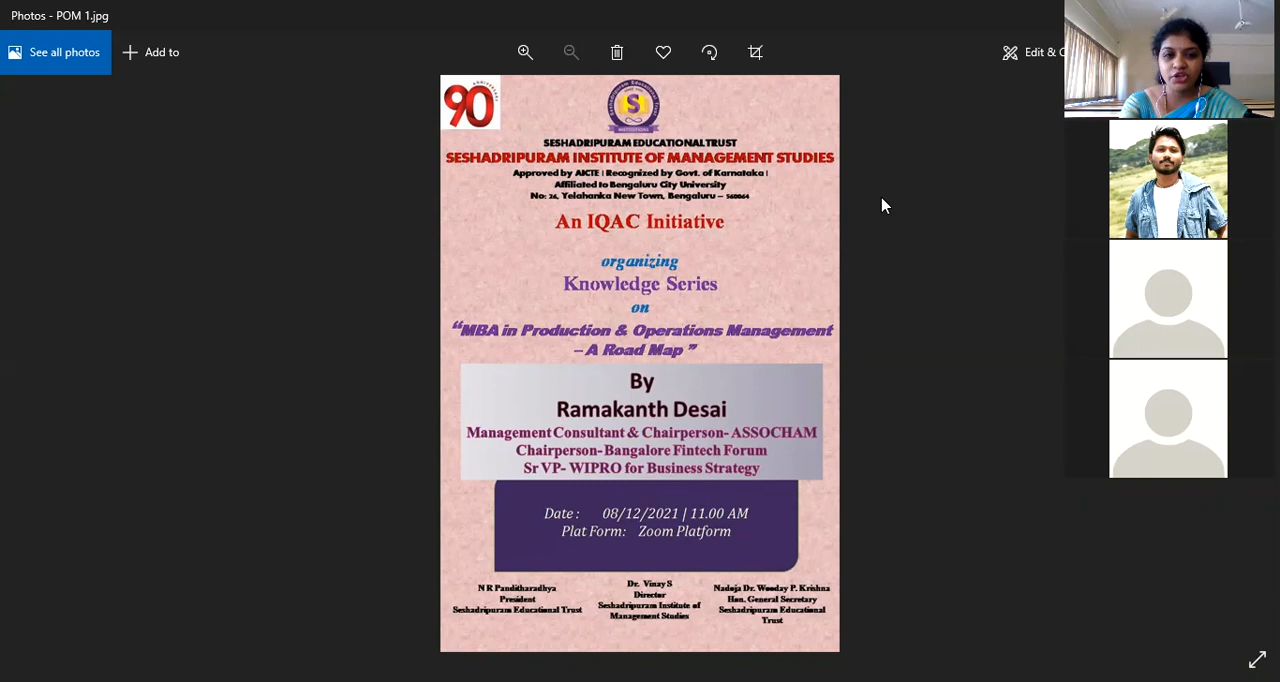 Photos - POM 1.jpg
See all photos
Add to
Edit & C
90
S
SESHADRIPURAM EDUCATIONAL TRUST
SESHADRIPURAM INSTITUTE OF MANAGEMENT STUDIES
Approved by AICTE | Recognized by Govt. of Karnataka |
Affiliated to Bengaluru City University
No: 26, Yelahanka New Town, Bengaluru – 560064
An IQAC Initiative
organizing
Knowledge Series
on
“MBA in Production & Operations Management
– A Road Map ”
By
Ramakanth Desai
Management Consultant & Chairperson- ASSOCHAM
Chairperson- Bangalore Fintech Forum
Sr VP- WIPRO for Business Strategy
Date : 08/12/2021 | 11.00 AM
Plat Form: Zoom Platform
N R Panditharadhya
President
Seshadripuram Educational Trust
Dr. Vinay S
Director
Seshadripuram Institute of
Management Studies
Nadoja Dr. Wooday P. Krishna
Hon. General Secretary
Seshadripuram Educational
Trust